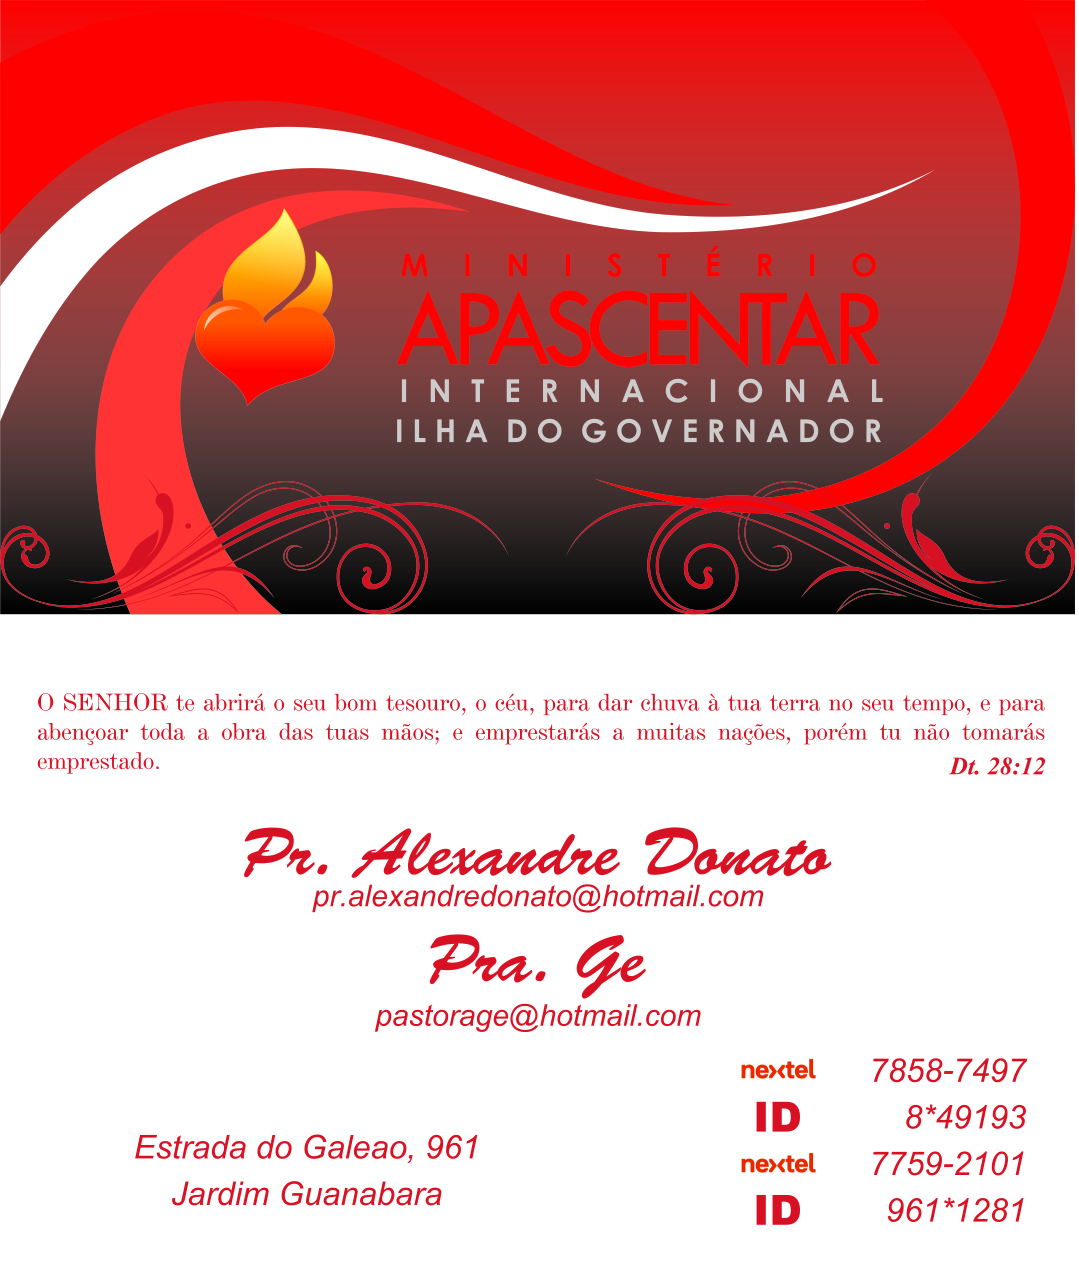 MINISTÉRIO
APASCENTAR
INTERNACIONAL
ILHA DO GOVERNADOR
O SENHOR te abrirá o seu bom tesouro, o céu, para dar chuva à tua terra no seu tempo, e para
abençoar toda a obra das tuas mãos; e emprestarás a muitas nações, porém tu não tomarás
emprestado.
Dt. 28:12
Pr. Alexandre Donato
pr.alexandredonato@hotmail.com
Pra. Ge
pastorage@hotmail.com
nextel 7858-7497
ID 8*49193
nextel 7759-2101
ID 961*1281
Estrada do Galeao, 961
Jardim Guanabara